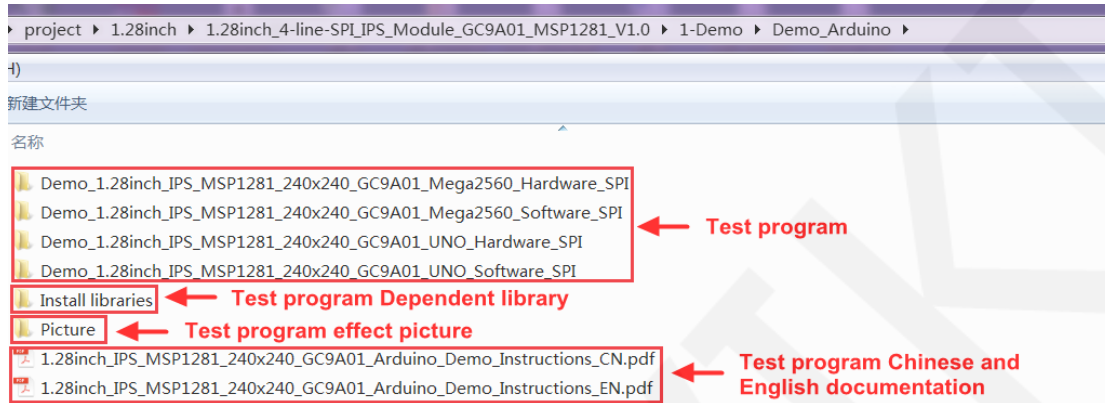 project ▸ 1.28inch ▸ 1.28inch_4-line-SPI_IPS_Module_GC9A01_MSP1281_V1.0 ▸ 1-Demo ▸ Demo_Arduino ▸
H)
新建文件夹
名称
Demo_1.28inch_IPS_MSP1281_240x240_GC9A01_Mega2560_Hardware_SPI
Demo_1.28inch_IPS_MSP1281_240x240_GC9A01_Mega2560_Software_SPI
Test program
Demo_1.28inch_IPS_MSP1281_240x240_GC9A01_UNO_Hardware_SPI
Demo_1.28inch_IPS_MSP1281_240x240_GC9A01_UNO_Software_SPI
Install libraries
Test program Dependent library
Picture
Test program effect picture
1.28inch_IPS_MSP1281_240x240_GC9A01_Arduino_Demo_Instructions_CN.pdf
1.28inch_IPS_MSP1281_240x240_GC9A01_Arduino_Demo_Instructions_EN.pdf
Test program Chinese and
English documentation